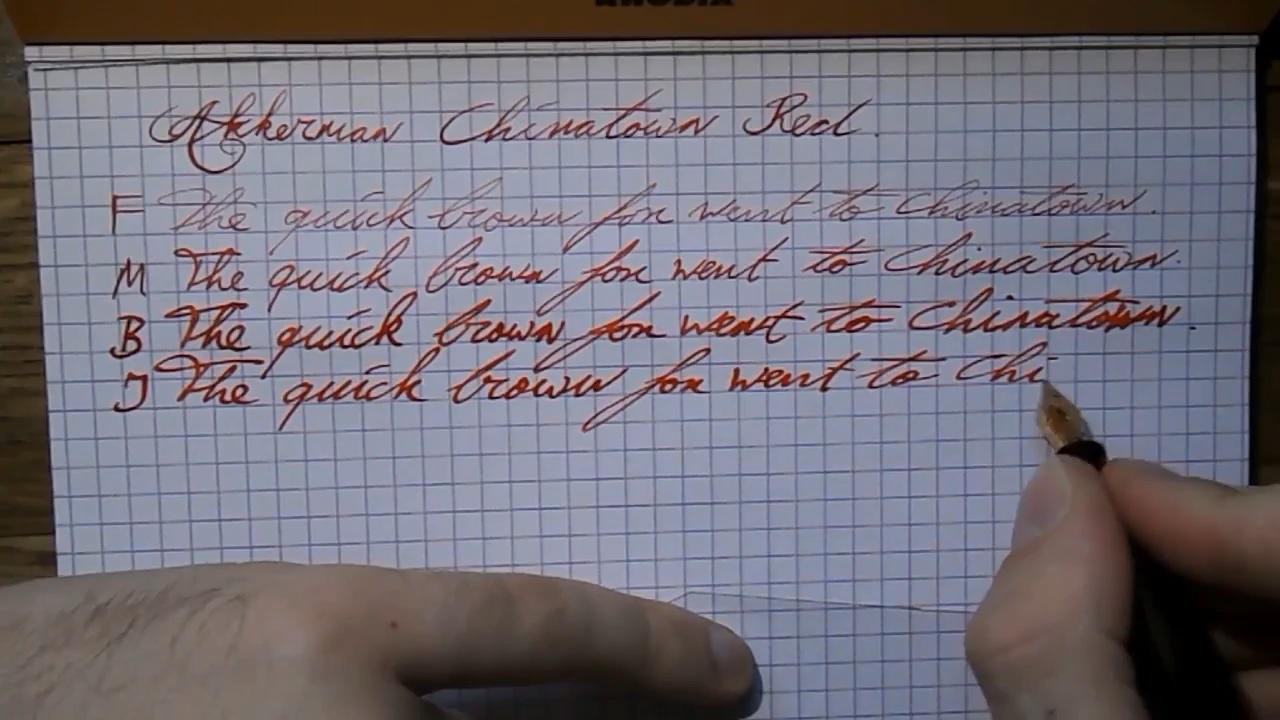 RHODIA
Akkerman Chinatown Red.
F The quick brown fox went to Chinatown.
M The quick brown fox went to Chinatown.
B The quick brown fox went to Chinatown.
J The quick brown fox went to Chi